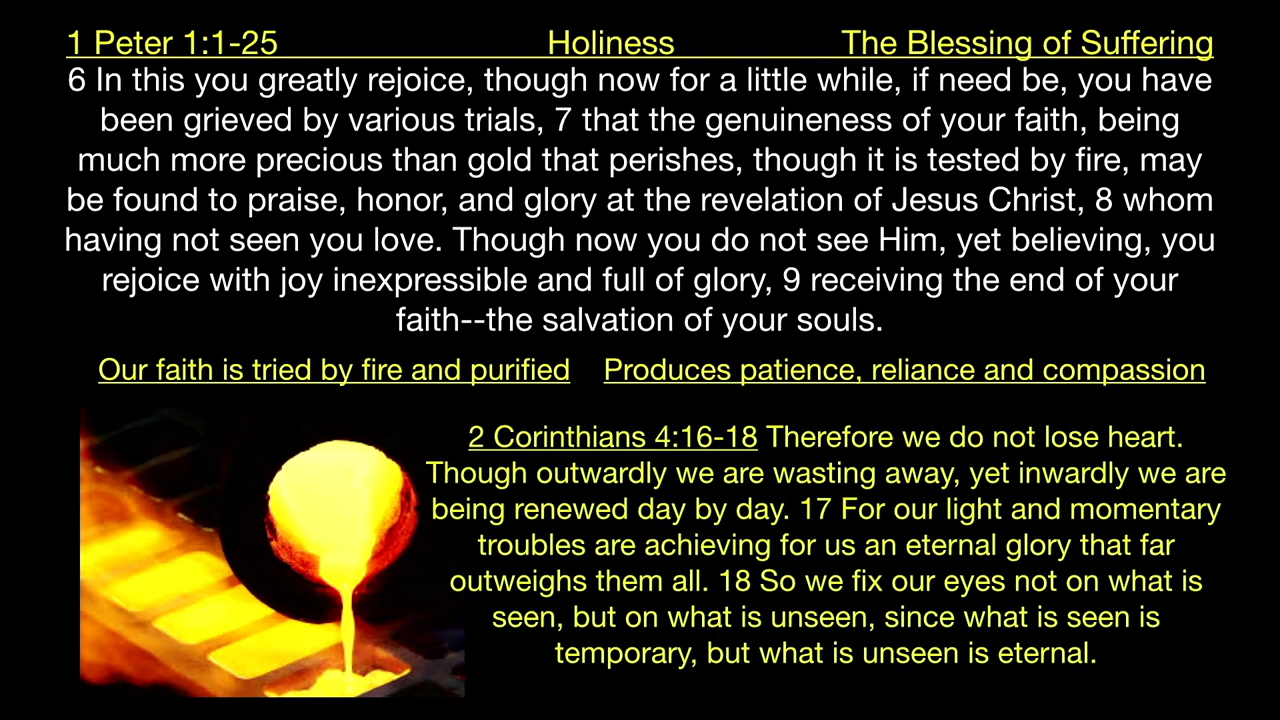 1 Peter 1:1-25 Holiness The Blessing of Suffering
6 In this you greatly rejoice, though now for a little while, if need be, you have
been grieved by various trials, 7 that the genuineness of your faith, being
much more precious than gold that perishes, though it is tested by fire, may
be found to praise, honor, and glory at the revelation of Jesus Christ, 8 whom
having not seen you love. Though now you do not see Him, yet believing, you
rejoice with joy inexpressible and full of glory, 9 receiving the end of your
faith--the salvation of your souls.
Our faith is tried by fire and purified Produces patience, reliance and compassion
2 Corinthians 4:16-18 Therefore we do not lose heart.
Though outwardly we are wasting away, yet inwardly we are
being renewed day by day. 17 For our light and momentary
troubles are achieving for us an eternal glory that far
outweighs them all. 18 So we fix our eyes not on what is
seen, but on what is unseen, since what is seen is
temporary, but what is unseen is eternal.